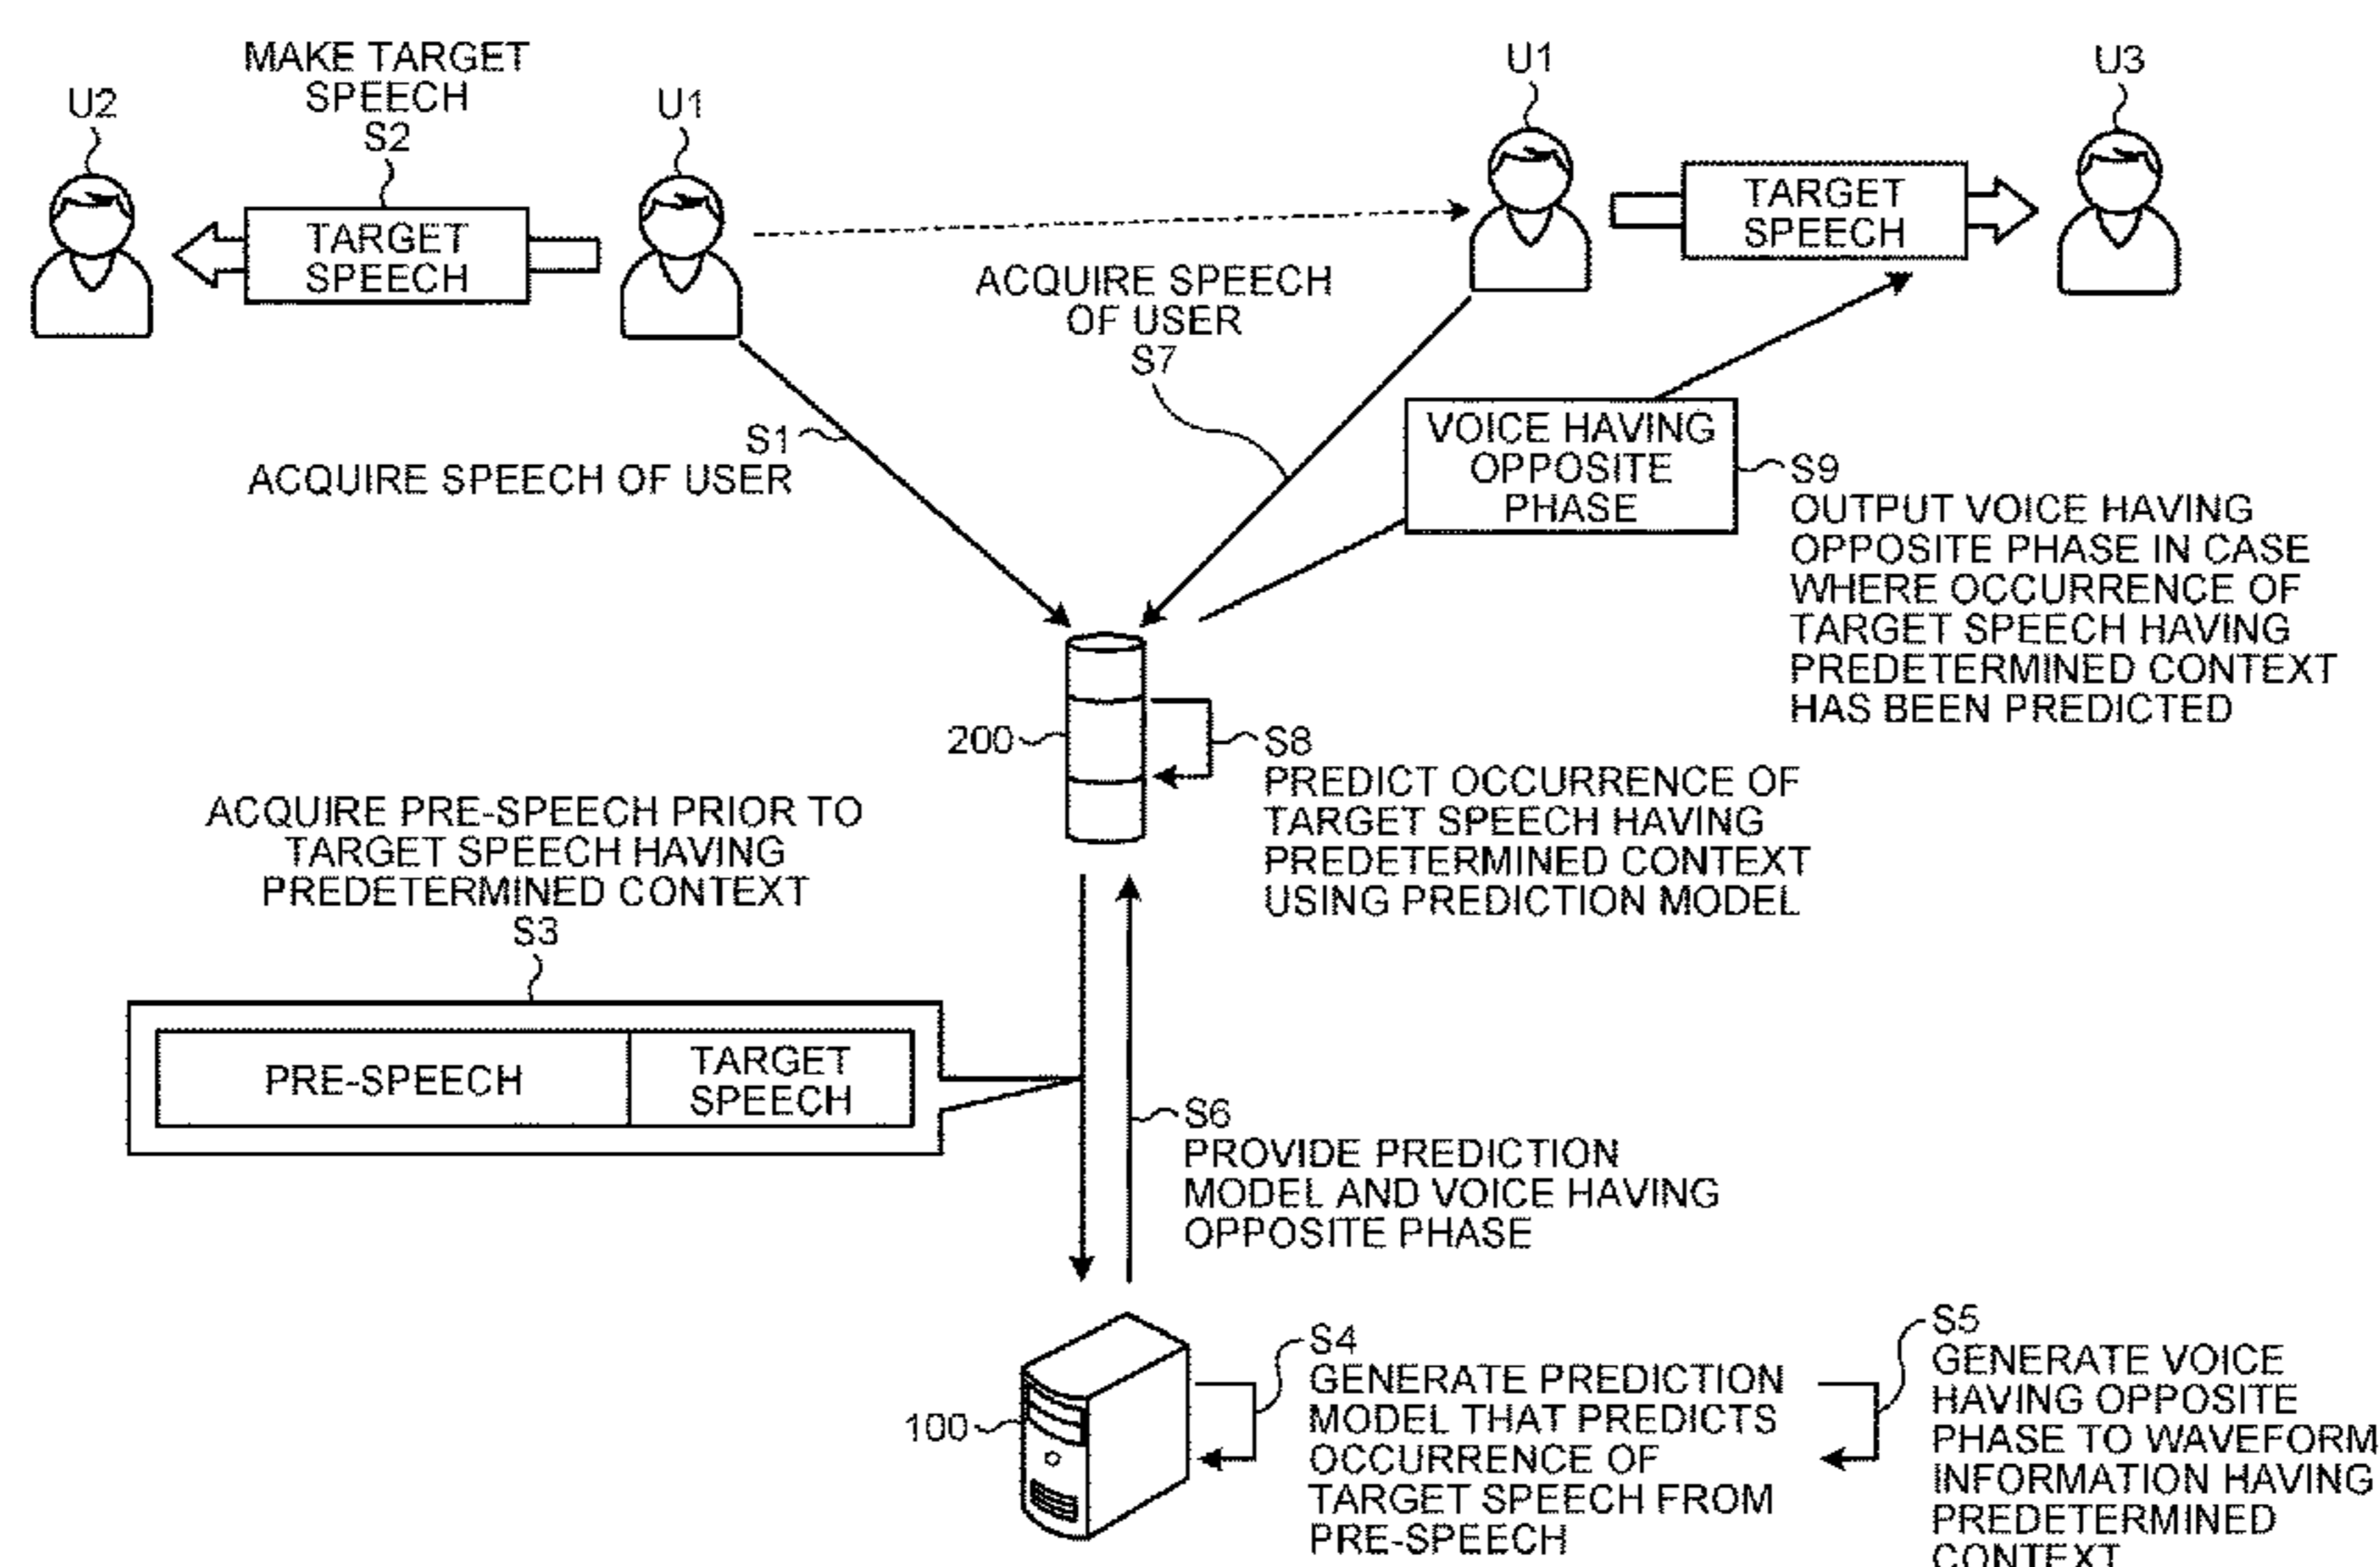 MAKE TARGET
SPEECH
S2
U2
U1
TARGET
SPEECH
U1
U3
TARGET
SPEECH
ACQUIRE SPEECH
OF USER
S7
S1
ACQUIRE SPEECH OF USER
VOICE HAVING
OPPOSITE
PHASE
S9
OUTPUT VOICE HAVING
OPPOSITE PHASE IN CASE
WHERE OCCURRENCE OF
TARGET SPEECH HAVING
PREDETERMINED CONTEXT
HAS BEEN PREDICTED
200
S8
PREDICT OCCURRENCE OF
TARGET SPEECH HAVING
PREDETERMINED CONTEXT
USING PREDICTION MODEL
ACQUIRE PRE-SPEECH PRIOR TO
TARGET SPEECH HAVING
PREDETERMINED CONTEXT
S3
PRE-SPEECH
TARGET
SPEECH
S6
PROVIDE PREDICTION
MODEL AND VOICE HAVING
OPPOSITE PHASE
100
S4
GENERATE PREDICTION
MODEL THAT PREDICTS
OCCURRENCE OF
TARGET SPEECH FROM
PRE-SPEECH
S5
GENERATE VOICE
HAVING OPPOSITE
PHASE TO WAVEFORM
INFORMATION HAVING
PREDETERMINED
CONTEXT